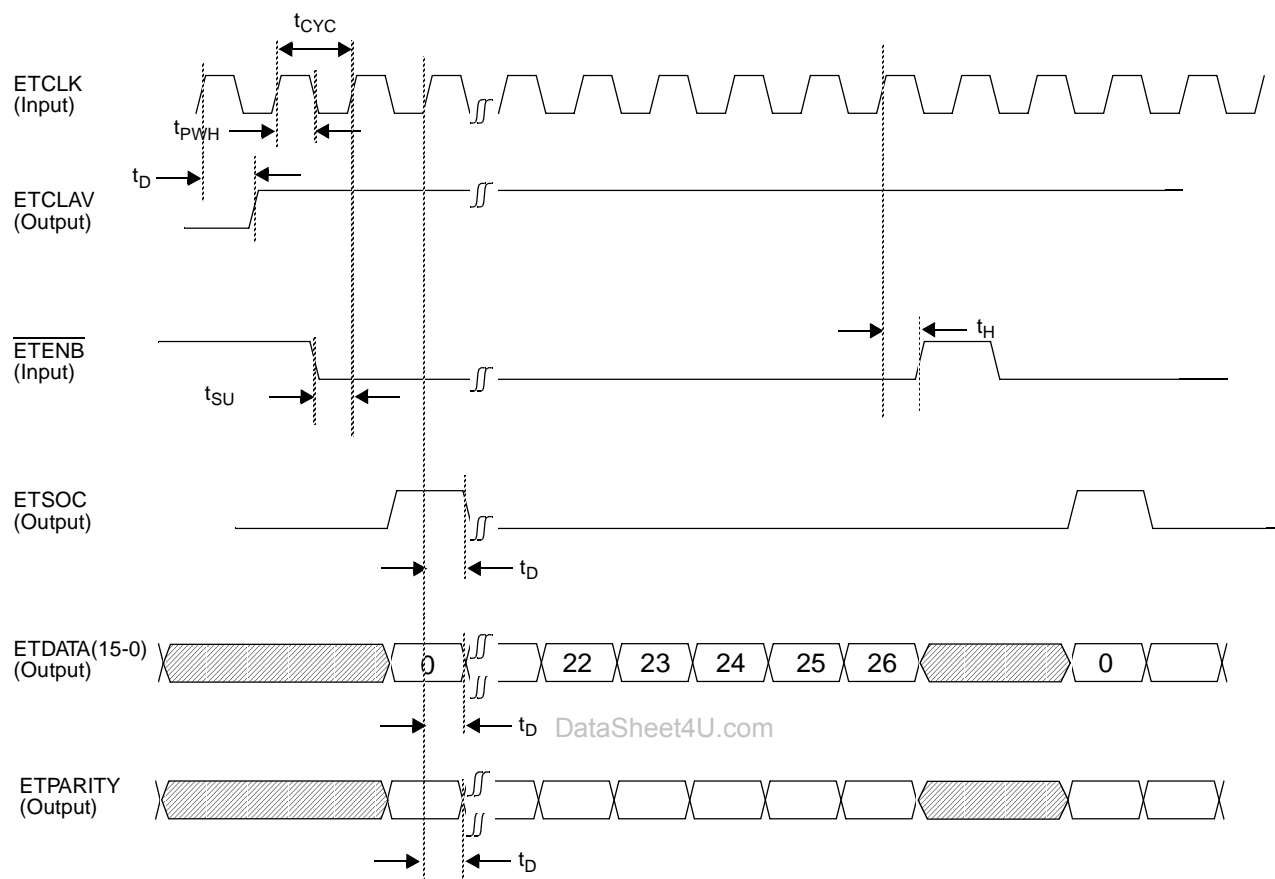 tCYC
ETCLK
(Input)
tPWH
tD
ETCLAV
(Output)
tH
ETENB
(Input)
tSU
ETSOC
(Output)
tD
ETDATA(15-0)
(Output)
0 22 23 24 25 26 0
tD
DataSheet4U.com
ETPARITY
(Output)
tD